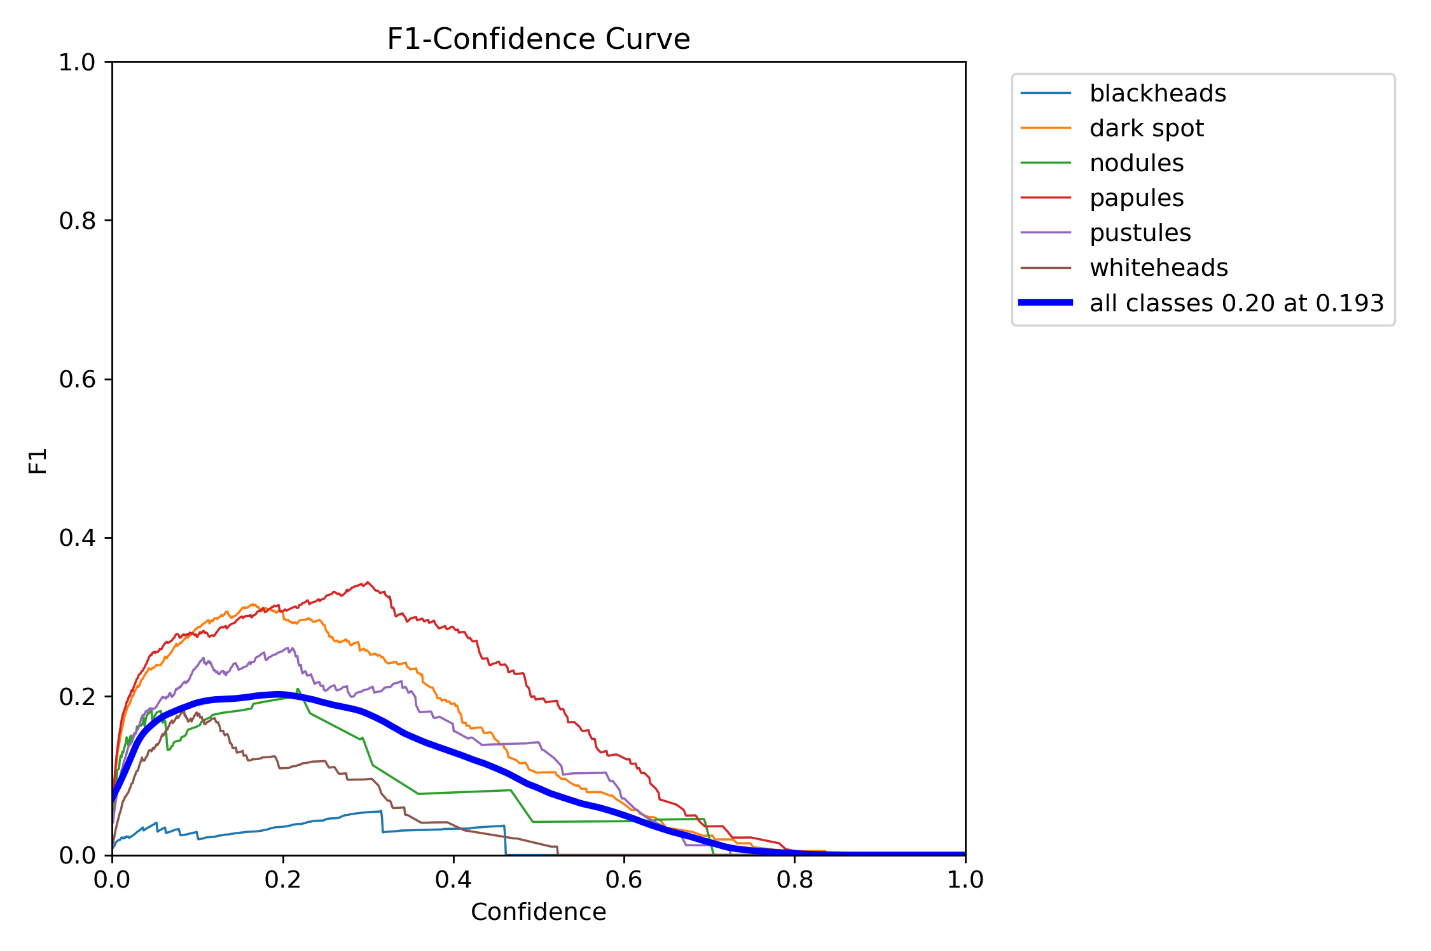 F1-Confidence Curve
1.0
0.8
0.6
0.4
0.2
0.0
F1
0.0 0.2 0.4 0.6 0.8 1.0
Confidence
blackheads
dark spot
nodules
papules
pustules
whiteheads
all classes 0.20 at 0.193